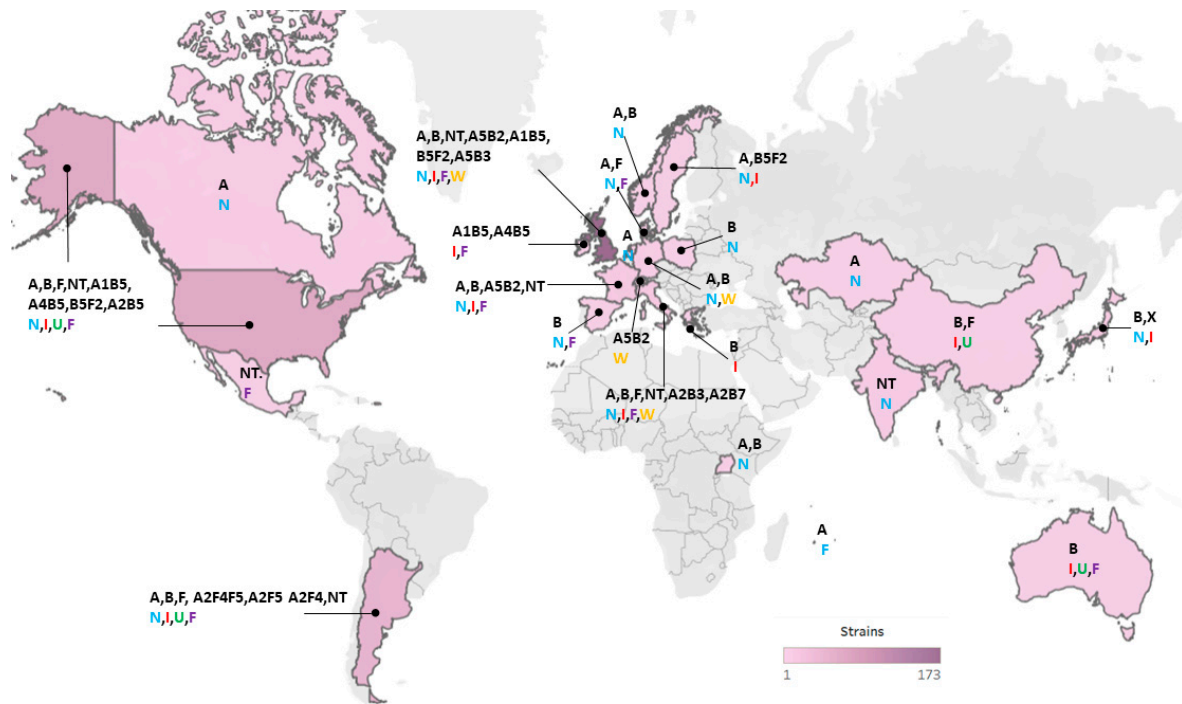 A,B
N
A,B,NT,A5B2,A1B5,
B5F2,A5B3
N,I,F,W
A,F
N,F
A,B5F2
N,I
A
N
A1B5,A4B5
I,F
A
N
B
N
A
N
A,B,F,NT,A1B5,
A4B5,B5F2,A2B5
N,I,U,F
A,B,A5B2,NT
N,I,F
A,B
N,W
B
N,F
A5B2
W
B
I
B,F
I,U
B,X
N,I
NT.
F
NT
N
A,B,F,NT,A2B3,A2B7
N,I,F,W
A,B
N
A
F
B
I,U,F
A,B,F, A2F4F5,A2F5 A2F4,NT
N,I,U,F
Strains
1 173